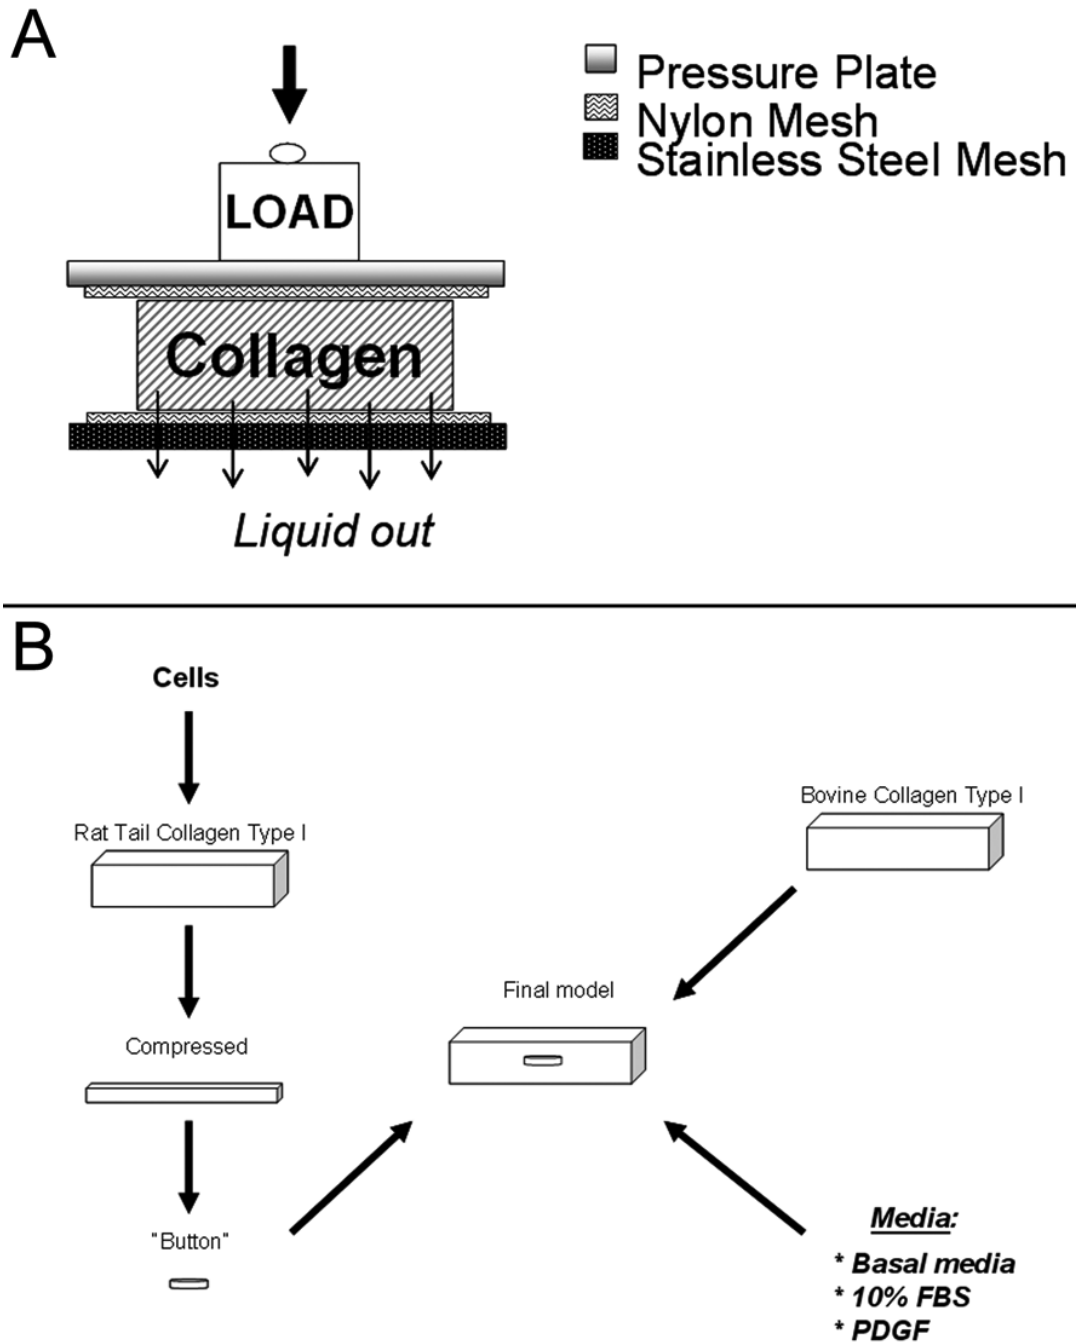 A
Pressure Plate
Nylon Mesh
Stainless Steel Mesh
LOAD
Collagen
Liquid out
B
Cells
Rat Tail Collagen Type I
Compressed
"Button"
Bovine Collagen Type I
Final model
Media:
* Basal media
* 10% FBS
* PDGF